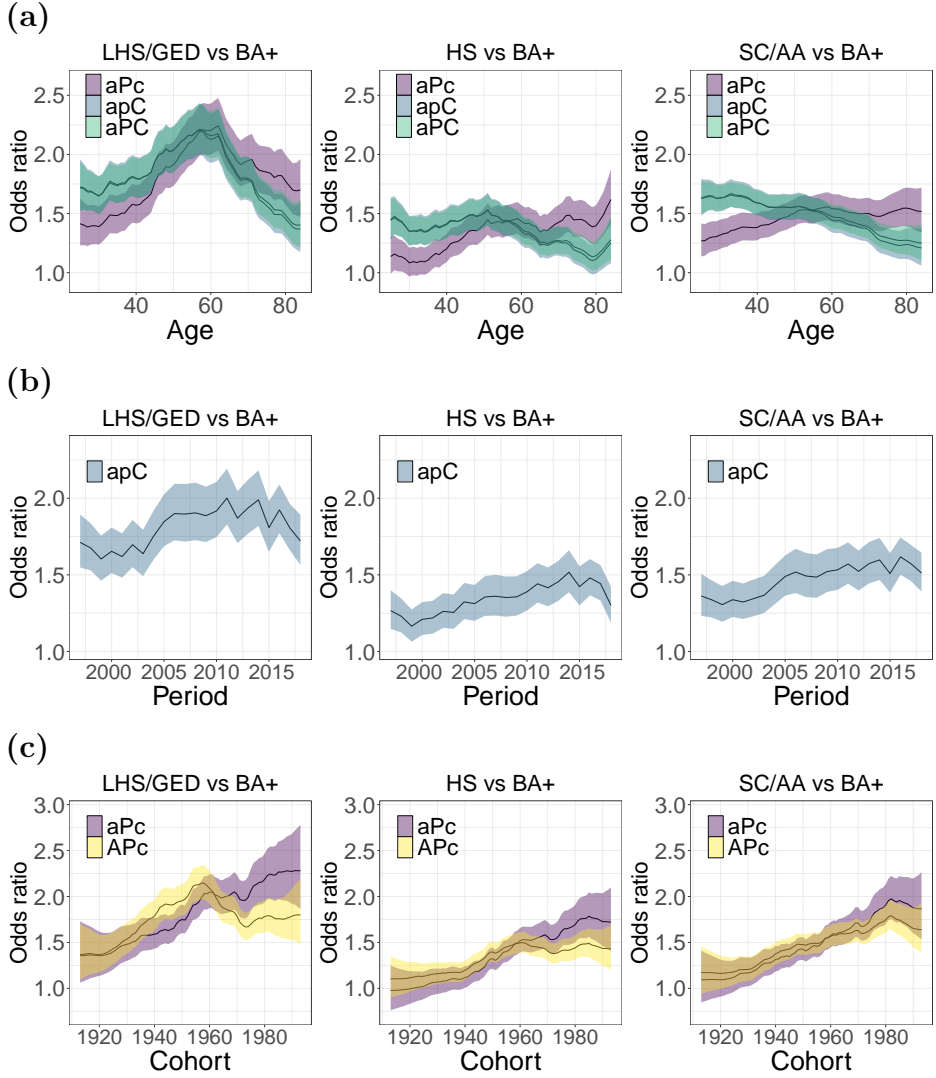 (a)
LHS/GED vs BA+
HS vs BA+
SC/AA vs BA+
Odds ratio
2.5
2.0
1.5
1.0
aPc
apC
aPC
40
60
80
Age
Odds ratio
2.5
2.0
1.5
1.0
aPc
apC
aPC
40
60
80
Age
Odds ratio
2.5
2.0
1.5
1.0
aPc
apC
aPC
40
60
80
Age
(b)
LHS/GED vs BA+
HS vs BA+
SC/AA vs BA+
Odds ratio
2.0
1.5
1.0
apC
2000
2005
2010
2015
Period
Odds ratio
2.0
1.5
1.0
apC
2000
2005
2010
2015
Period
Odds ratio
2.0
1.5
1.0
apC
2000
2005
2010
2015
Period
(c)
LHS/GED vs BA+
HS vs BA+
SC/AA vs BA+
Odds ratio
3.0
2.5
2.0
1.5
1.0
aPc
APc
1920
1940
1960
1980
Cohort
Odds ratio
3.0
2.5
2.0
1.5
1.0
aPc
APc
1920
1940
1960
1980
Cohort
Odds ratio
3.0
2.5
2.0
1.5
1.0
aPc
APc
1920
1940
1960
1980
Cohort